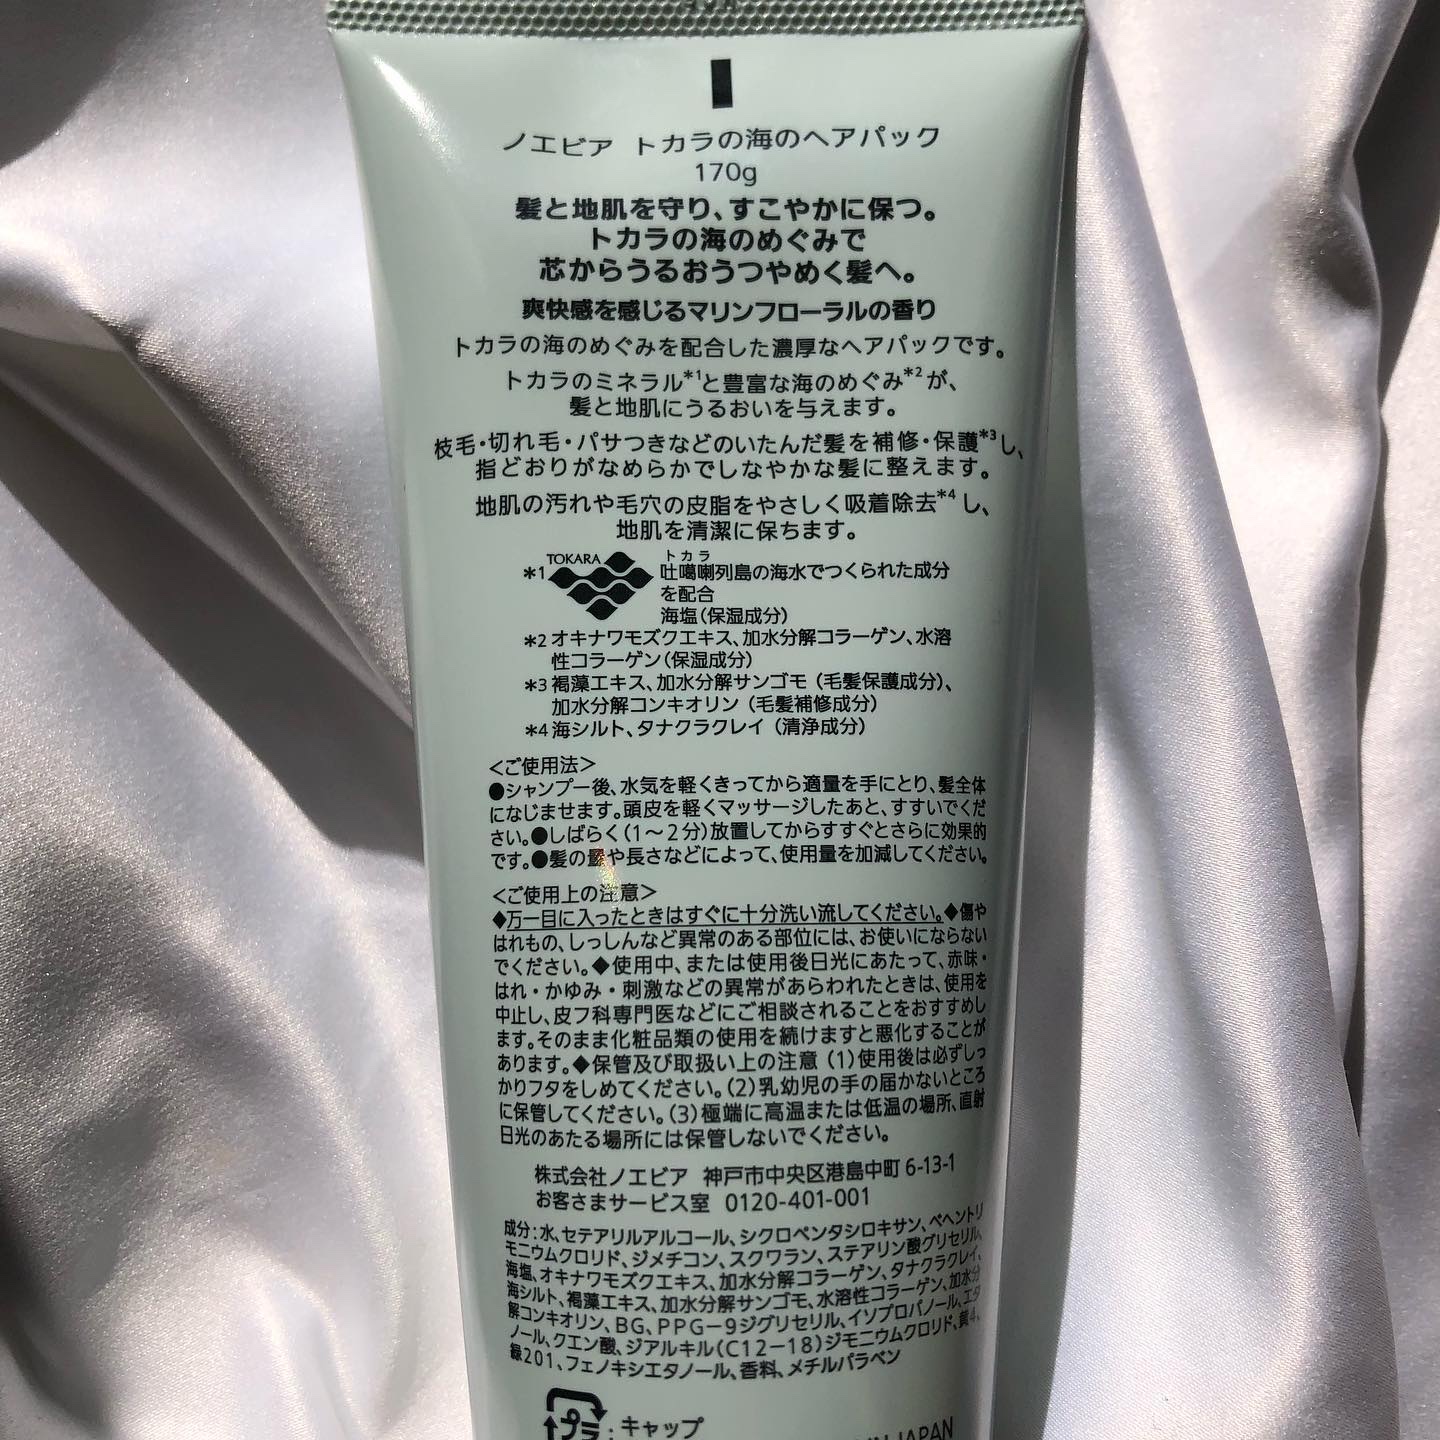 ノエビア トカラの海のヘアパック
170g
髪と地肌を守り、すこやかに保つ。
トカラの海のめぐみで
芯からうるおうつやめく髪へ。
爽快感を感じるマリンフローラルの香り
トカラの海のめぐみを配合した濃厚なヘアパックです。
トカラのミネラル*1と豊富な海のめぐみ*2が、
髪と地肌にうるおいを与えます。
枝毛・切れ毛・パサつきなどのいたんだ髪を補修・保護*3し、
指どおりがなめらかでしなやかな髪に整えます。
地肌の汚れや毛穴の皮脂をやさしく吸着除去*4し、
地肌を清潔に保ちます。
TOKARA
トカラ
*1 吐噶喇列島の海水でつくられた成分
を配合
海塩(保湿成分)
*2 オキナワモズクエキス、加水分解コラーゲン、水溶
性コラーゲン(保湿成分)
*3 褐藻エキス、加水分解サンゴモ(毛髪保護成分)、
加水分解コンキオリン(毛髪補修成分)
*4 海シルト、タナクラクレイ(清浄成分)
<ご使用法>
●シャンプー後、水気を軽くきってから適量を手にとり、髪全体
になじませます。頭皮を軽くマッサージしたあと、すすいでくだ
さい。●しばらく(1〜2分)放置してからすすぐとさらに効果的
です。●髪の量や長さなどによって、使用量を加減してください。
<ご使用上の注意>
◆万一目に入ったときはすぐに十分洗い流してください。◆傷や
はれもの、しっしんなど異常のある部位には、お使いにならない
でください。◆使用中、または使用後日光にあたって、赤味・
はれ・かゆみ・刺激などの異常があらわれたときは、使用を
中止し、皮フ科専門医などにご相談されることをおすすめし
ます。そのまま化粧品類の使用を続けますと悪化することが
あります。◆保管及び取扱い上の注意 (1)使用後は必ずしっ
かりフタをしめてください。(2)乳幼児の手の届かないところ
に保管してください。(3)極端に高温または低温の場所、直射
日光のあたる場所には保管しないでください。
株式会社ノエビア 神戸市中央区港島中町6-13-1
お客さまサービス室 0120-401-001
成分:水、セテアリルアルコール、シクロペンタシロキサン、ベヘントリ
モニウムクロリド、ジメチコン、スクワラン、ステアリン酸グリセリル、
海塩、オキナワモズクエキス、加水分解コラーゲン、タナクラクレイ、
海シルト、褐藻エキス、加水分解サンゴモ、水溶性コラーゲン、加水分
解コンキオリン、BG、PPG-9ジグリセリル、イソプロパノール、エタ
ノール、クエン酸、ジアルキル(C12-18)ジモニウムクロリド、黄4、
緑201、フェノキシエタノール、香料、メチルパラベン
プラ:キャップ
JAPAN